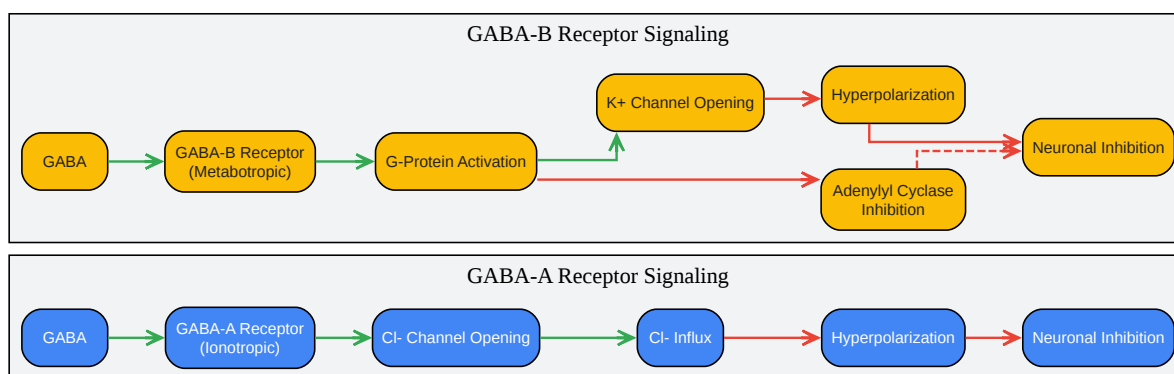 GABA-B Receptor Signaling
K+ Channel Opening
Hyperpolarization
GABA
GABA-B Receptor
(Metabotropic)
G-Protein Activation
Neuronal Inhibition
Adenylyl Cyclase
Inhibition
GABA-A Receptor Signaling
GABA
GABA-A Receptor
(Ionotropic)
Cl- Channel Opening
Cl- Influx
Hyperpolarization
Neuronal Inhibition